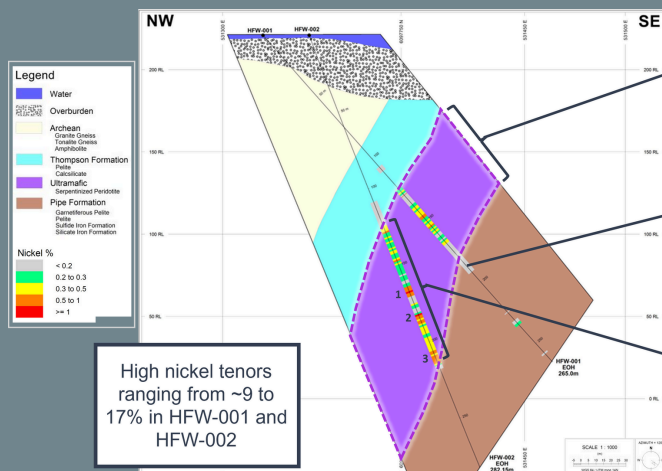 NW
SE
HFW-001
HFW-002
531300 E
531450 E
531500 E
200 RL
200 RL
150 RL
150 RL
100 RL
100 RL
50 RL
50 RL
0 RL
0 RL
Legend
Water
Overburden
Archean
Granite Gneiss
Tonalite Gneiss
Amphibolite
Thompson Formation
Pelite
Calcsilicate
Ultramafic
Serpentinized Peridotite
Pipe Formation
Garnetiferous Pelite
Pelite
Sulfide Iron Formation
Silicate Iron Formation
Nickel %
< 0.2
0.2 to 0.3
0.3 to 0.5
0.5 to 1
>= 1
1
2
3
HFW-001
EOH
265.0m
HFW-002
EOH
282.15m
High nickel tenors
ranging from ~9 to
17% in HFW-001 and
HFW-002
531450 E
SCALE 1 : 1000